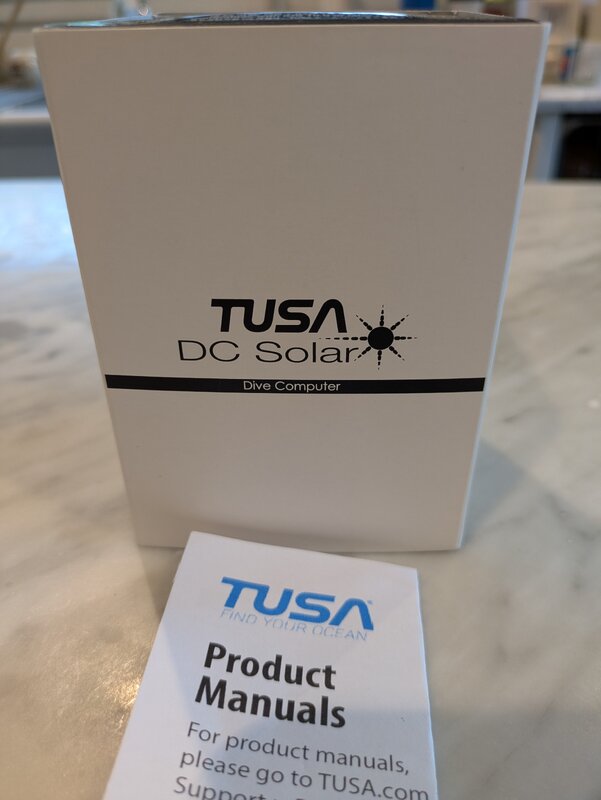 TUSA
DC Solar
Dive Computer
TUSA®
FIND YOUR OCEAN
Product
Manuals
For product manuals,
please go to TUSA.com
Support